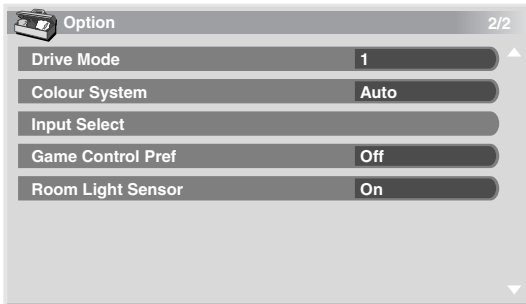 Option 2/2
Drive Mode 1
Colour System Auto
Input Select
Game Control Pref Off
Room Light Sensor On